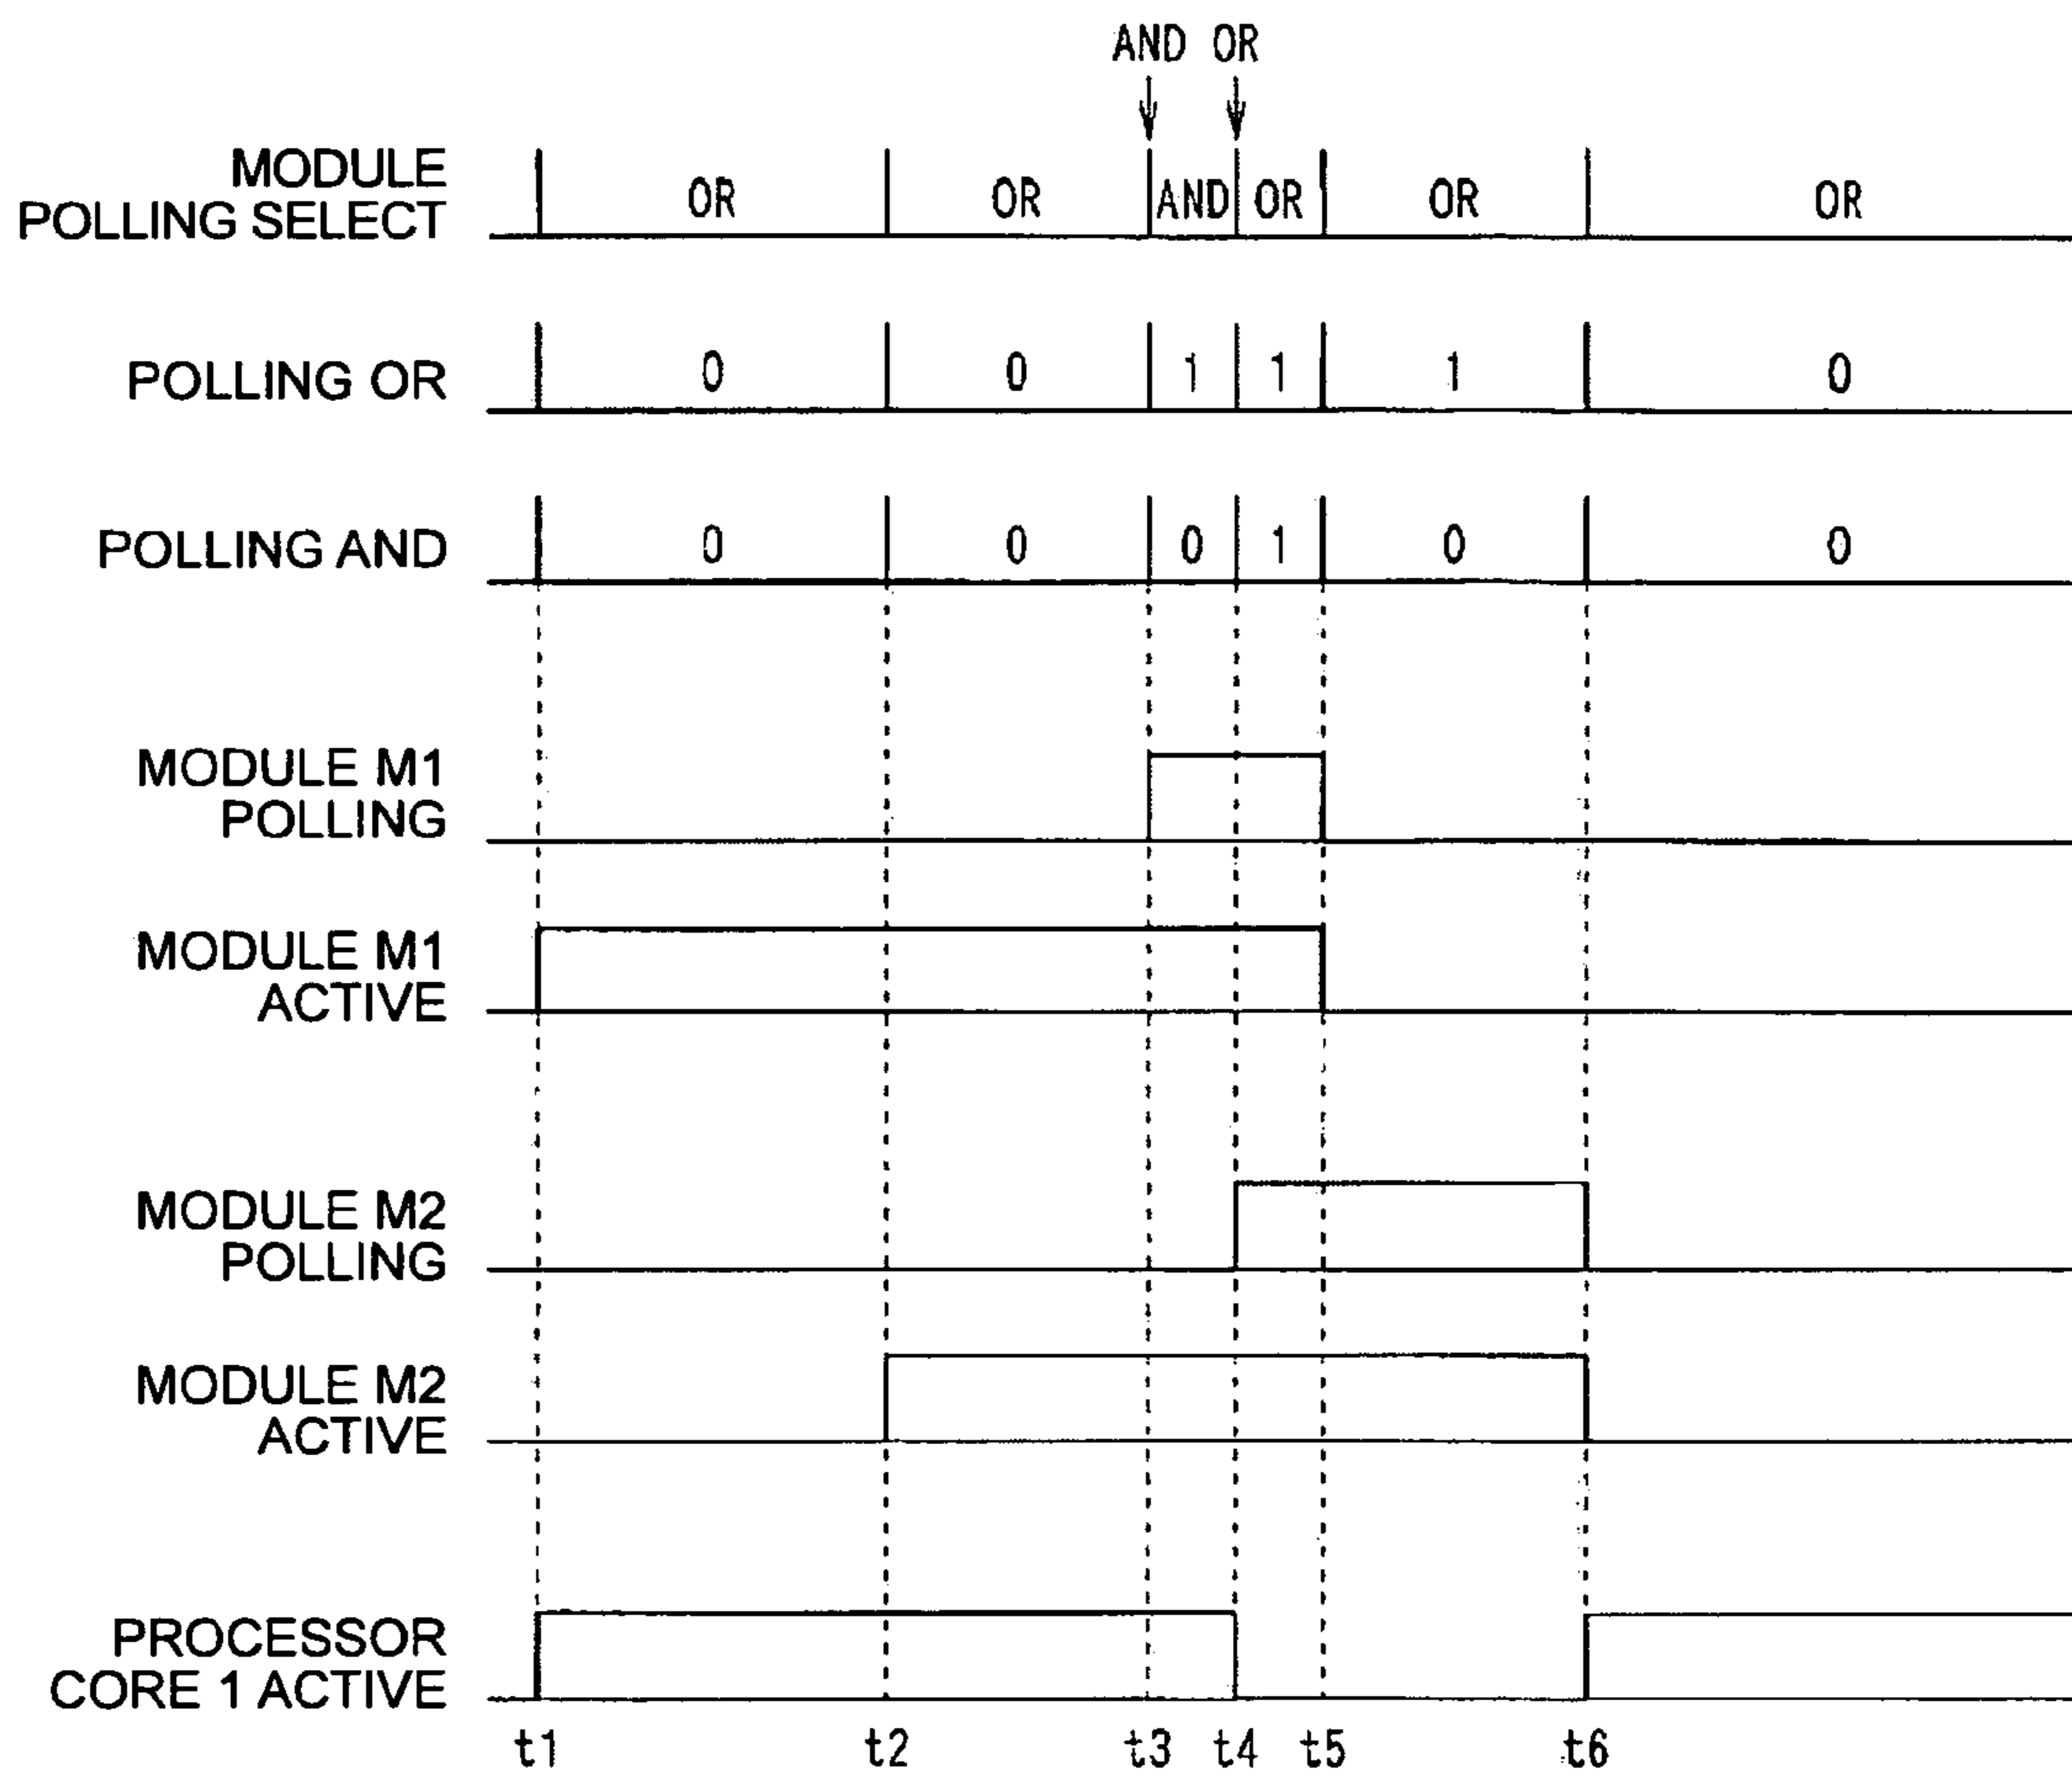 AND OR
MODULE
POLLING SELECT
OR OR AND OR OR OR
POLLING OR
0 0 1 1 1 0
POLLING AND
0 0 0 1 0 0
MODULE M1
POLLING
MODULE M1
ACTIVE
MODULE M2
POLLING
MODULE M2
ACTIVE
PROCESSOR
CORE 1 ACTIVE
t1 t2 t3 t4 t5 t6